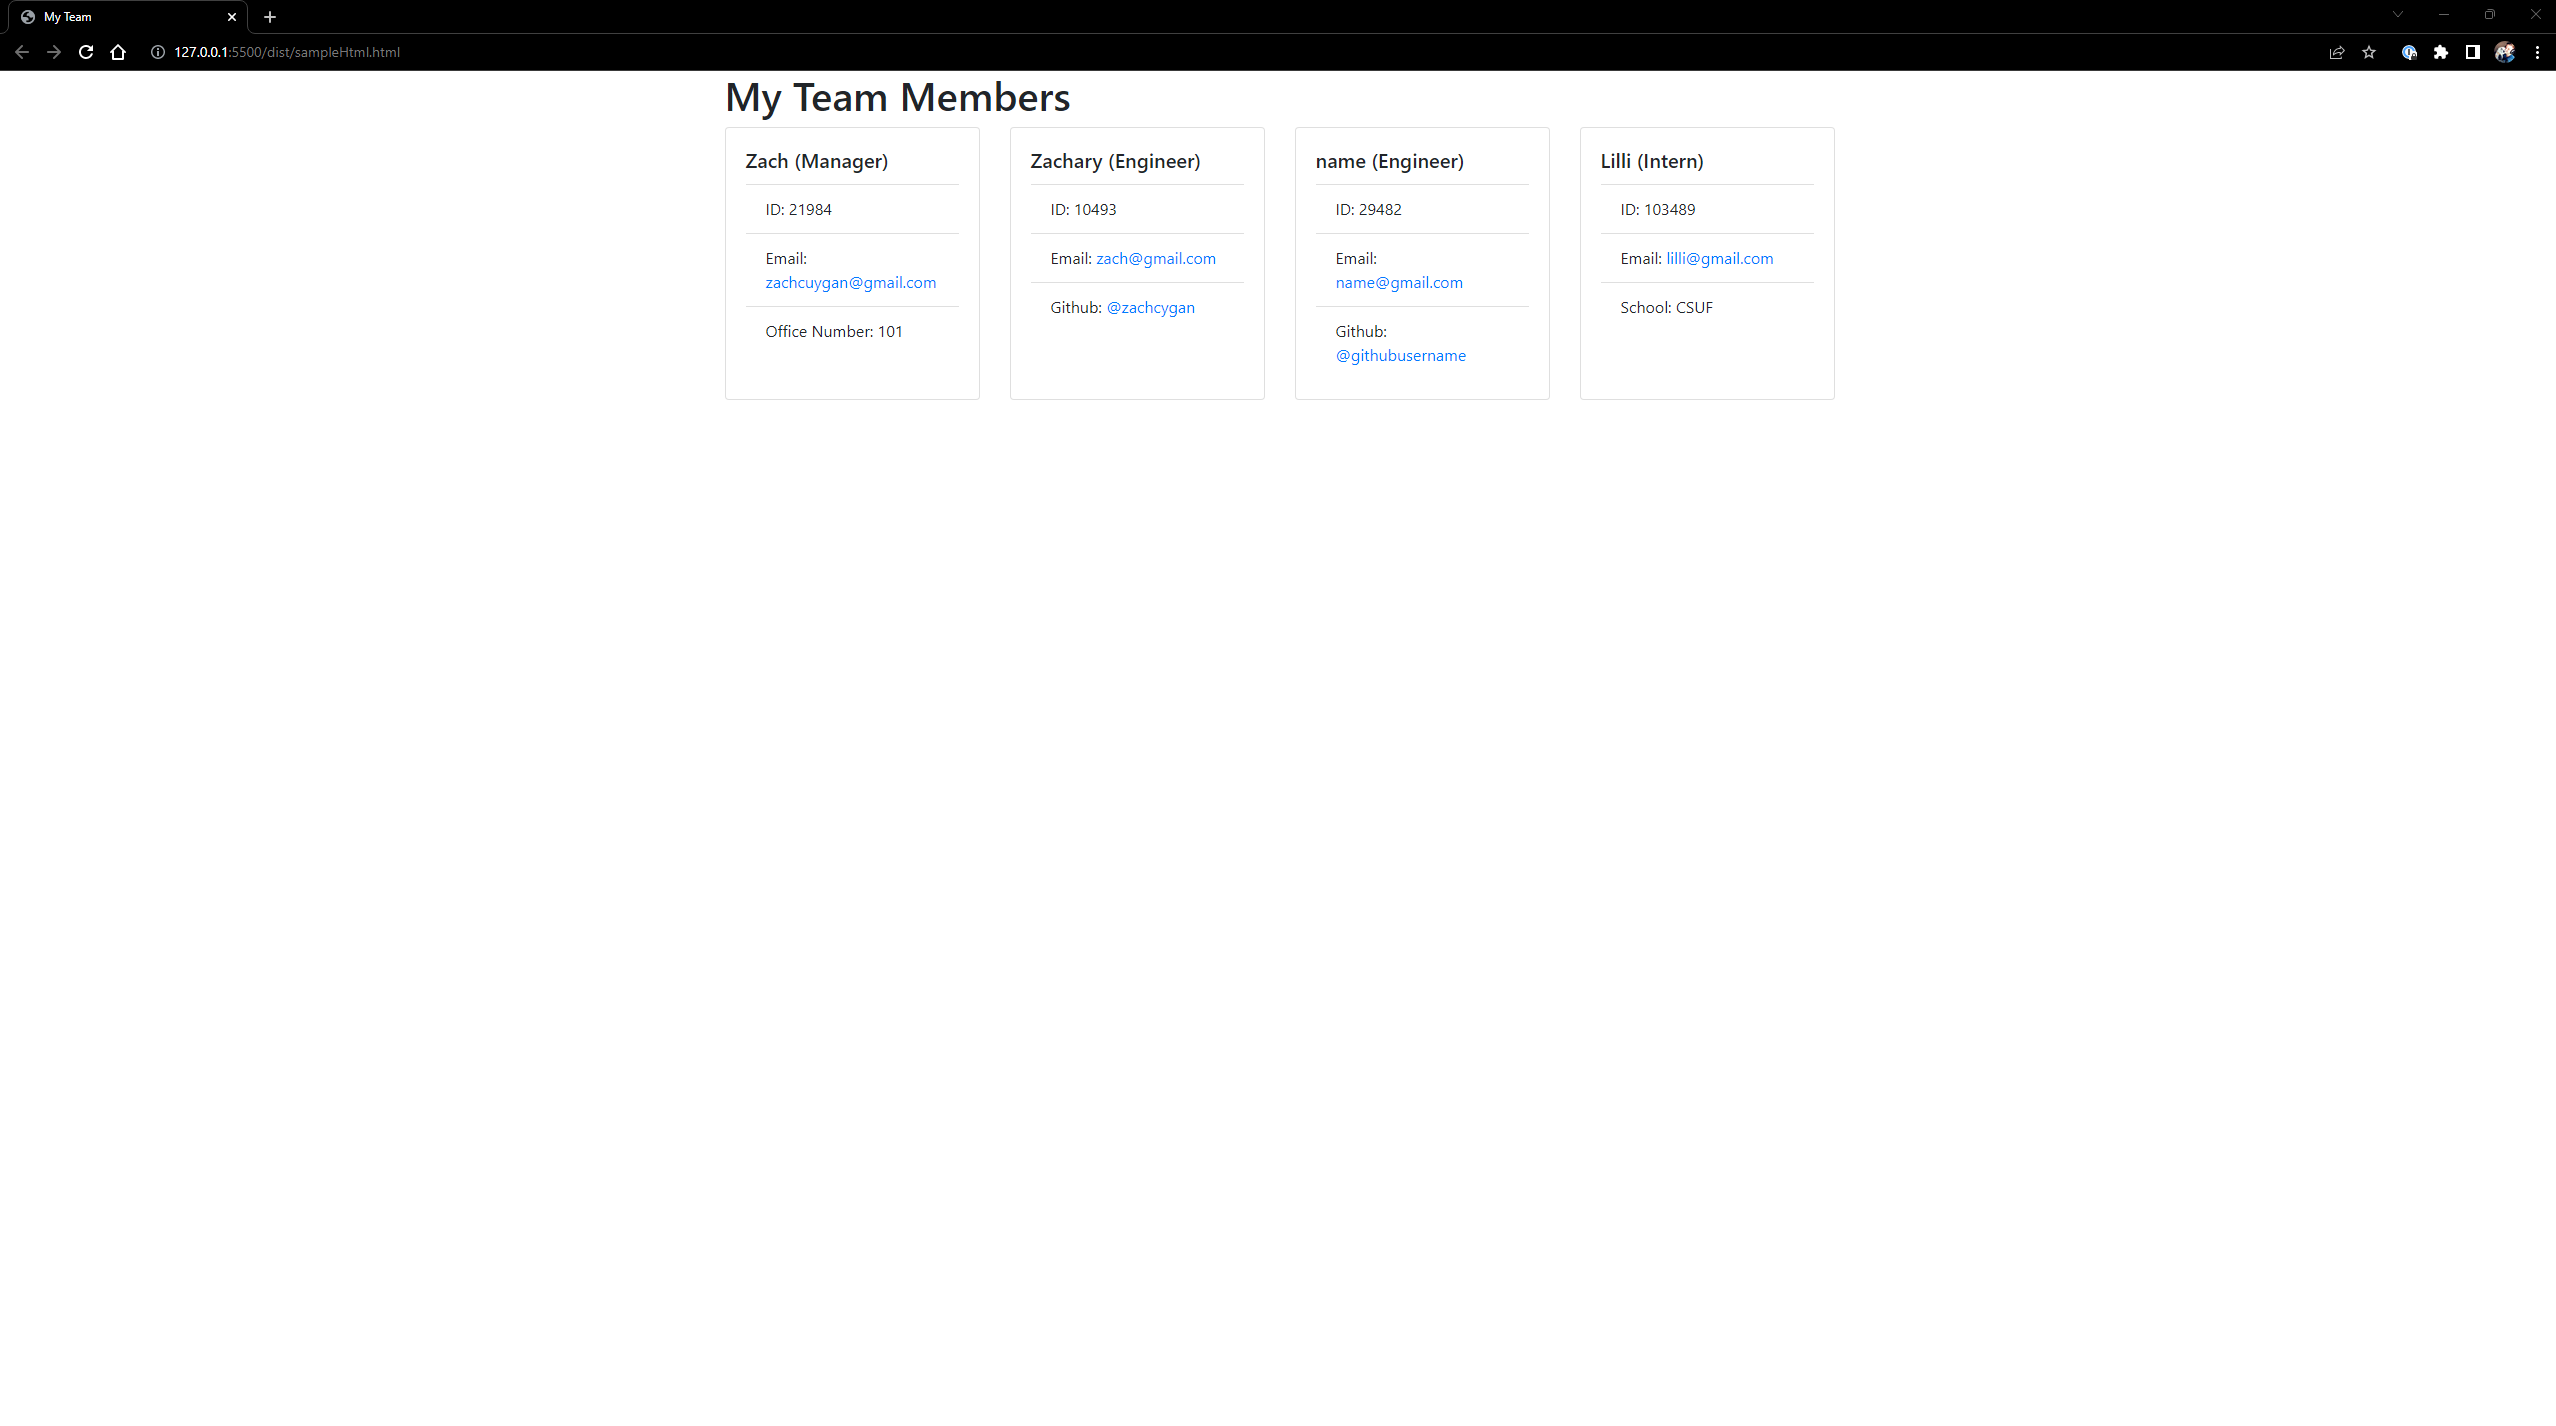 My Team
127.0.0.1:5500/dist/sampleHtml.html
My Team Members
Zach (Manager)
ID: 21984
Email:
zachcuygan@gmail.com
Office Number: 101
Zachary (Engineer)
ID: 10493
Email: zach@gmail.com
Github: @zachcygan
name (Engineer)
ID: 29482
Email:
name@gmail.com
Github:
@githubusername
Lilli (Intern)
ID: 103489
Email: lilli@gmail.com
School: CSUF